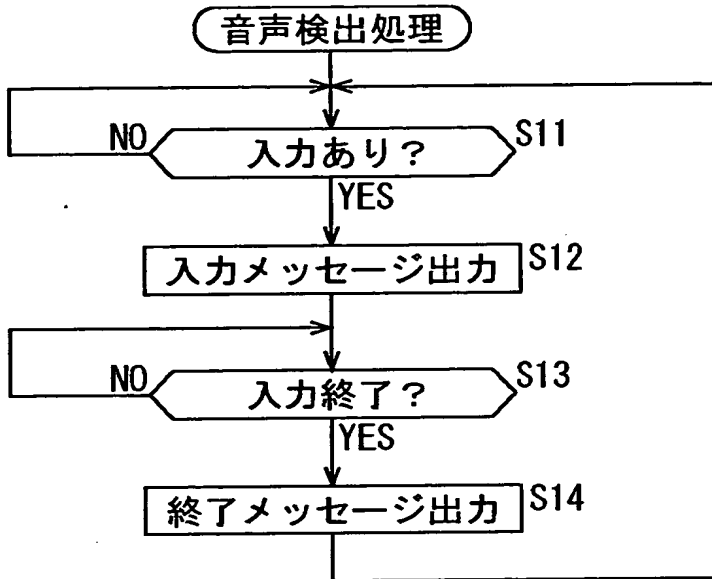 音声検出処理
NO
入力あり?
S11
YES
入力メッセージ出力
S12
NO
入力終了?
S13
YES
終了メッセージ出力
S14